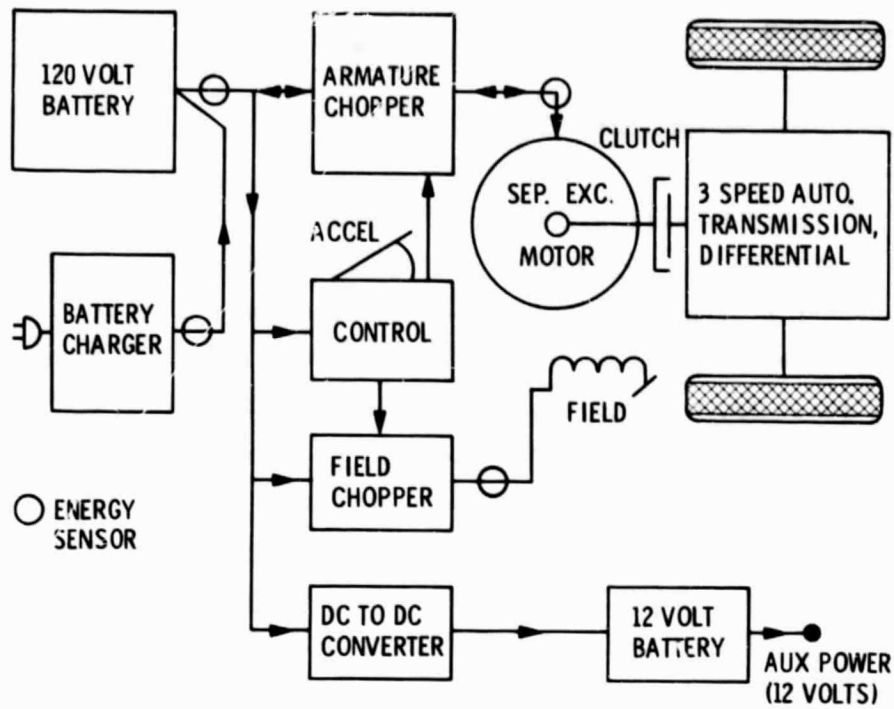 120 VOLT
BATTERY
ARMATURE
CHOPPER
CLUTCH
SEP. EXC.
MOTOR
3 SPEED AUTO.
TRANSMISSION,
DIFFERENTIAL
ACCEL
BATTERY
CHARGER
CONTROL
FIELD
FIELD
CHOPPER
ENERGY
SENSOR
DC TO DC
CONVERTER
12 VOLT
BATTERY
AUX POWER
(12 VOLTS)